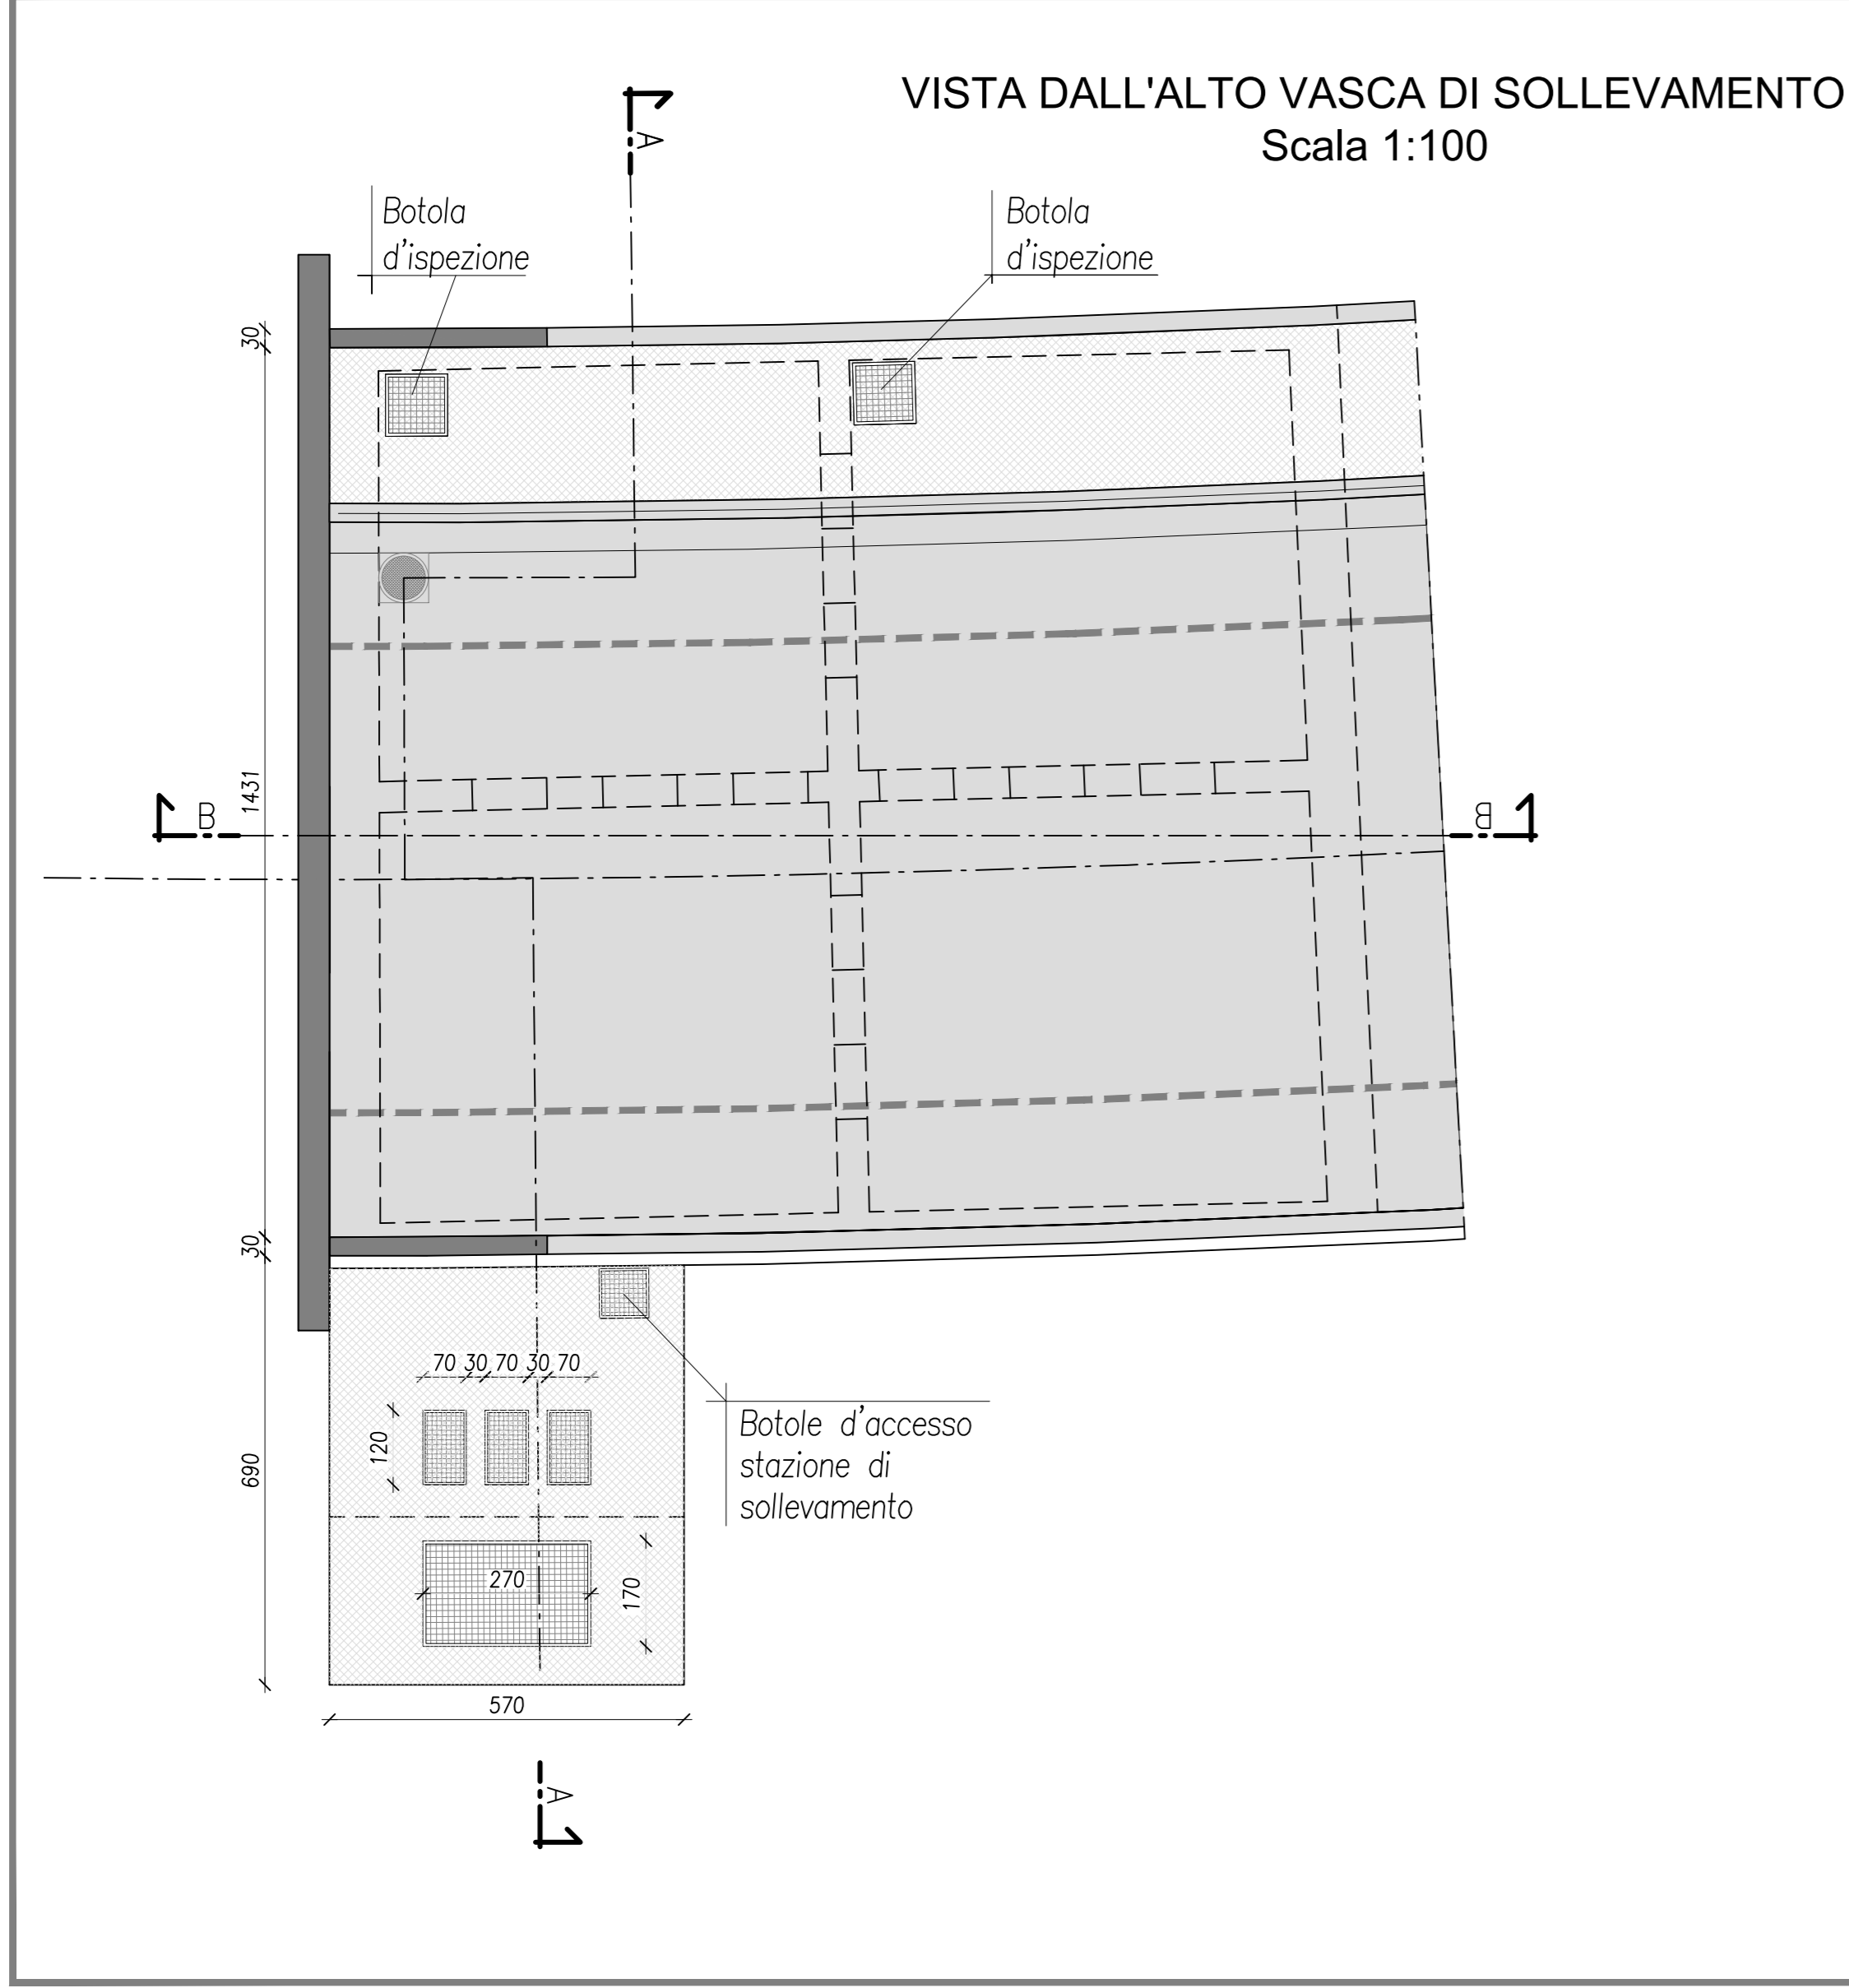 VISTA DALL'ALTO VASCA DI SOLLEVAMENTO
Scala 1:100
A
Botola
d'ispezione
Botola
d'ispezione
30
1431
B
B
30
70 30 70 30 70
120
690
Botole d'accesso
stazione di
sollevamento
270
170
570
A